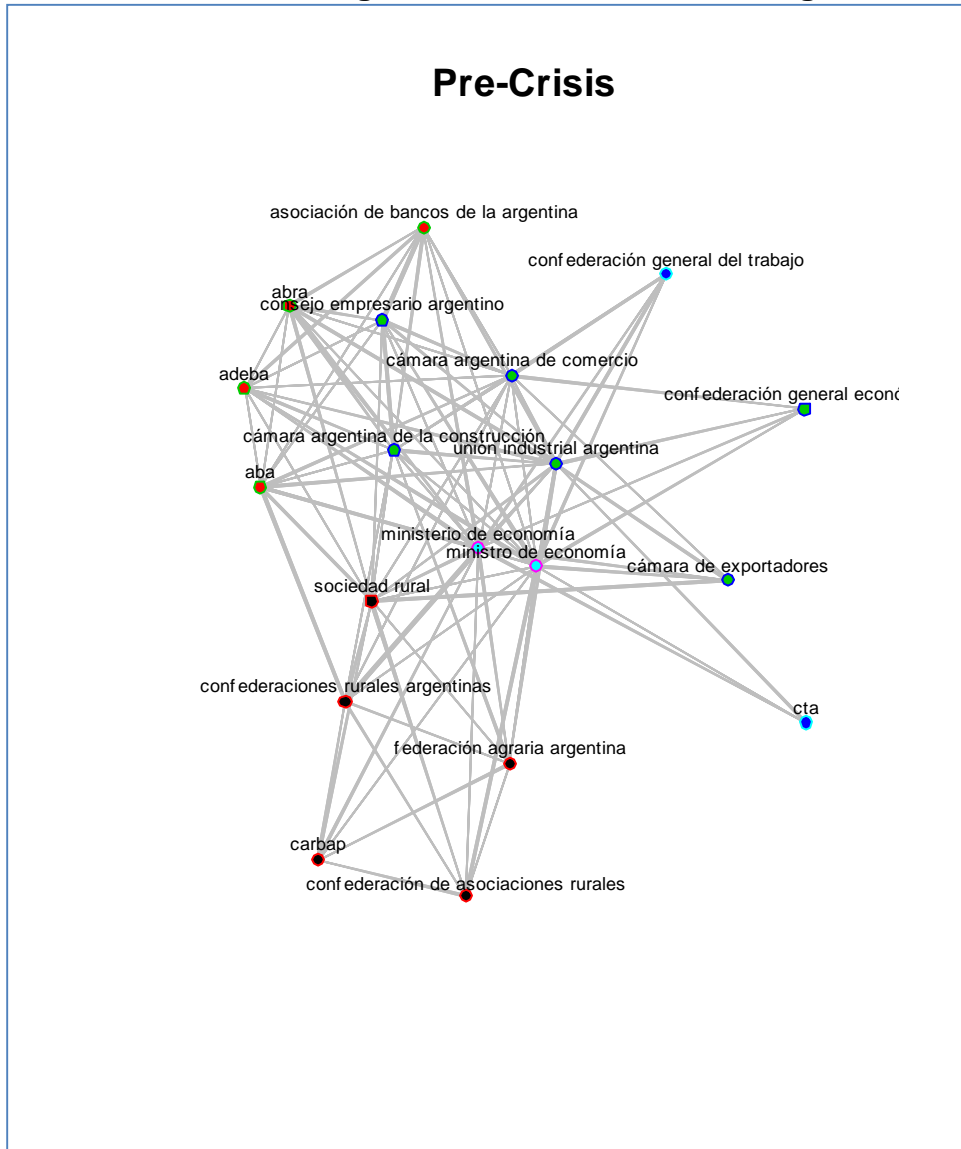 Pre-Crisis
asociación de bancos de la argentina
confederación general del trabajo
abra
consejo empresario argentino
cámara argentina de comercio
adeba
confederación general econó
cámara argentina de la construcción
unión industrial argentina
aba
ministerio de economía
ministro de economía
cámara de exportadores
sociedad rural
confederaciones rurales argentinas
cta
federación agraria argentina
carbap
confederación de asociaciones rurales